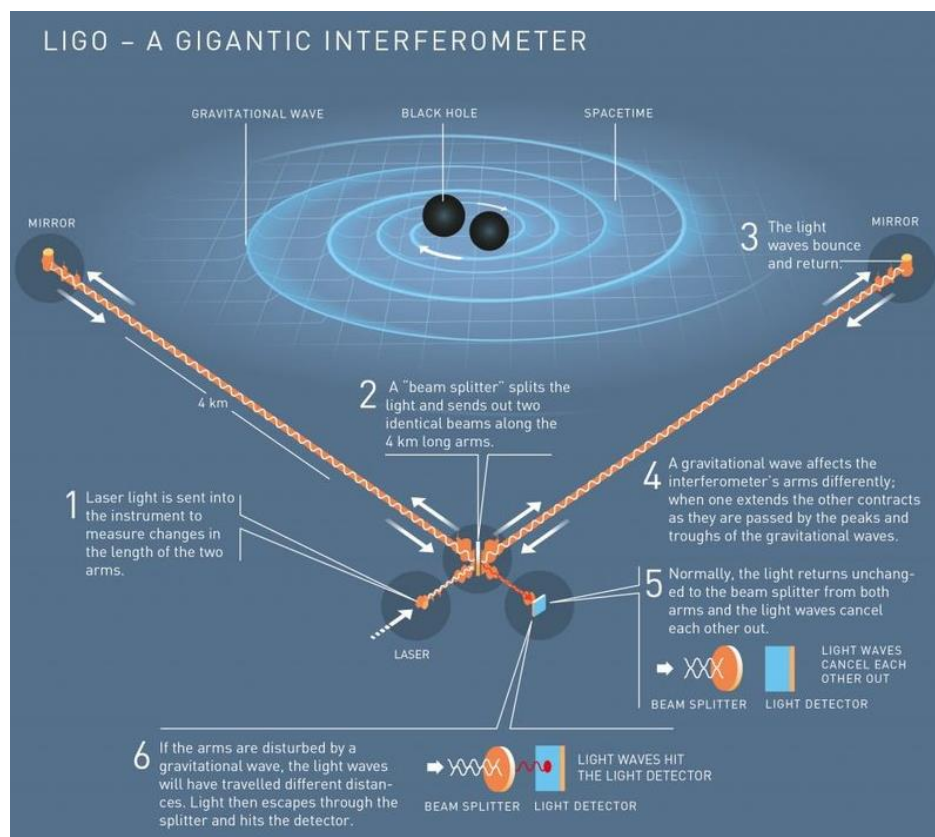 LIGO – A GIGANTIC INTERFEROMETER
GRAVITATIONAL WAVE
BLACK HOLE
SPACETIME
MIRROR
MIRROR
3 The light
waves bounce
and return.
4 km
2 A “beam splitter” splits the
light and sends out two
identical beams along the
4 km long arms.
1 Laser light is sent into
the instrument to
measure changes in
the length of the two
arms.
4 A gravitational wave affects the
interferometer’s arms differently;
when one extends the other contracts
as they are passed by the peaks and
troughs of the gravitational waves.
5 Normally, the light returns unchang-
ed to the beam splitter from both
arms and the light waves cancel
each other out.
LASER
LIGHT WAVES
CANCEL EACH
OTHER OUT
BEAM SPLITTER
LIGHT DETECTOR
6 If the arms are disturbed by a
gravitational wave, the light waves
will have travelled different distan-
ces. Light then escapes through the
splitter and hits the detector.
LIGHT WAVES HIT
THE LIGHT DETECTOR
BEAM SPLITTER
LIGHT DETECTOR